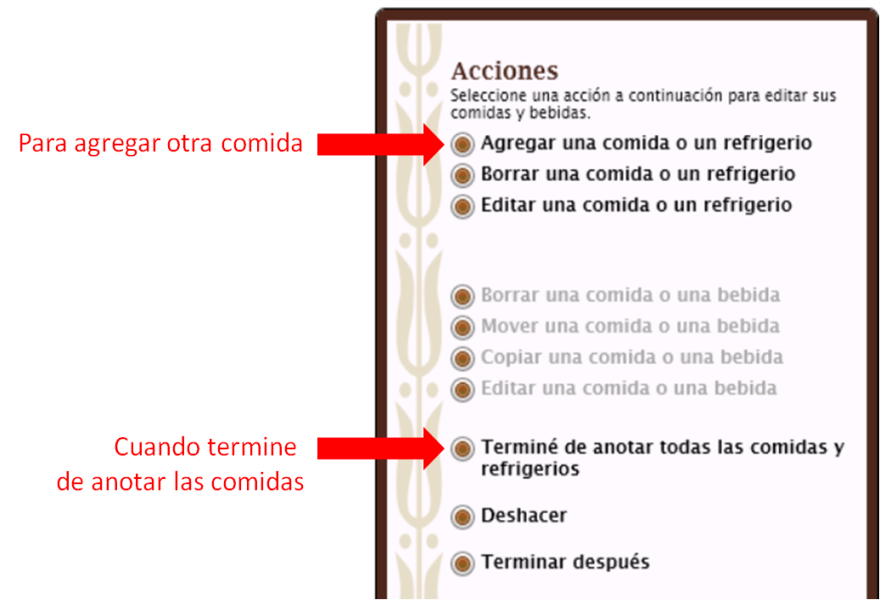 Acciones
Seleccione una acción a continuación para editar sus
comidas y bebidas.
Para agregar otra comida
Agregar una comida o un refrigerio
Borrar una comida o un refrigerio
Editar una comida o un refrigerio
Borrar una comida o una bebida
Mover una comida o una bebida
Copiar una comida o una bebida
Editar una comida o una bebida
Cuando termine
de anotar las comidas
Terminé de anotar todas las comidas y
refrigerios
Deshacer
Terminar después